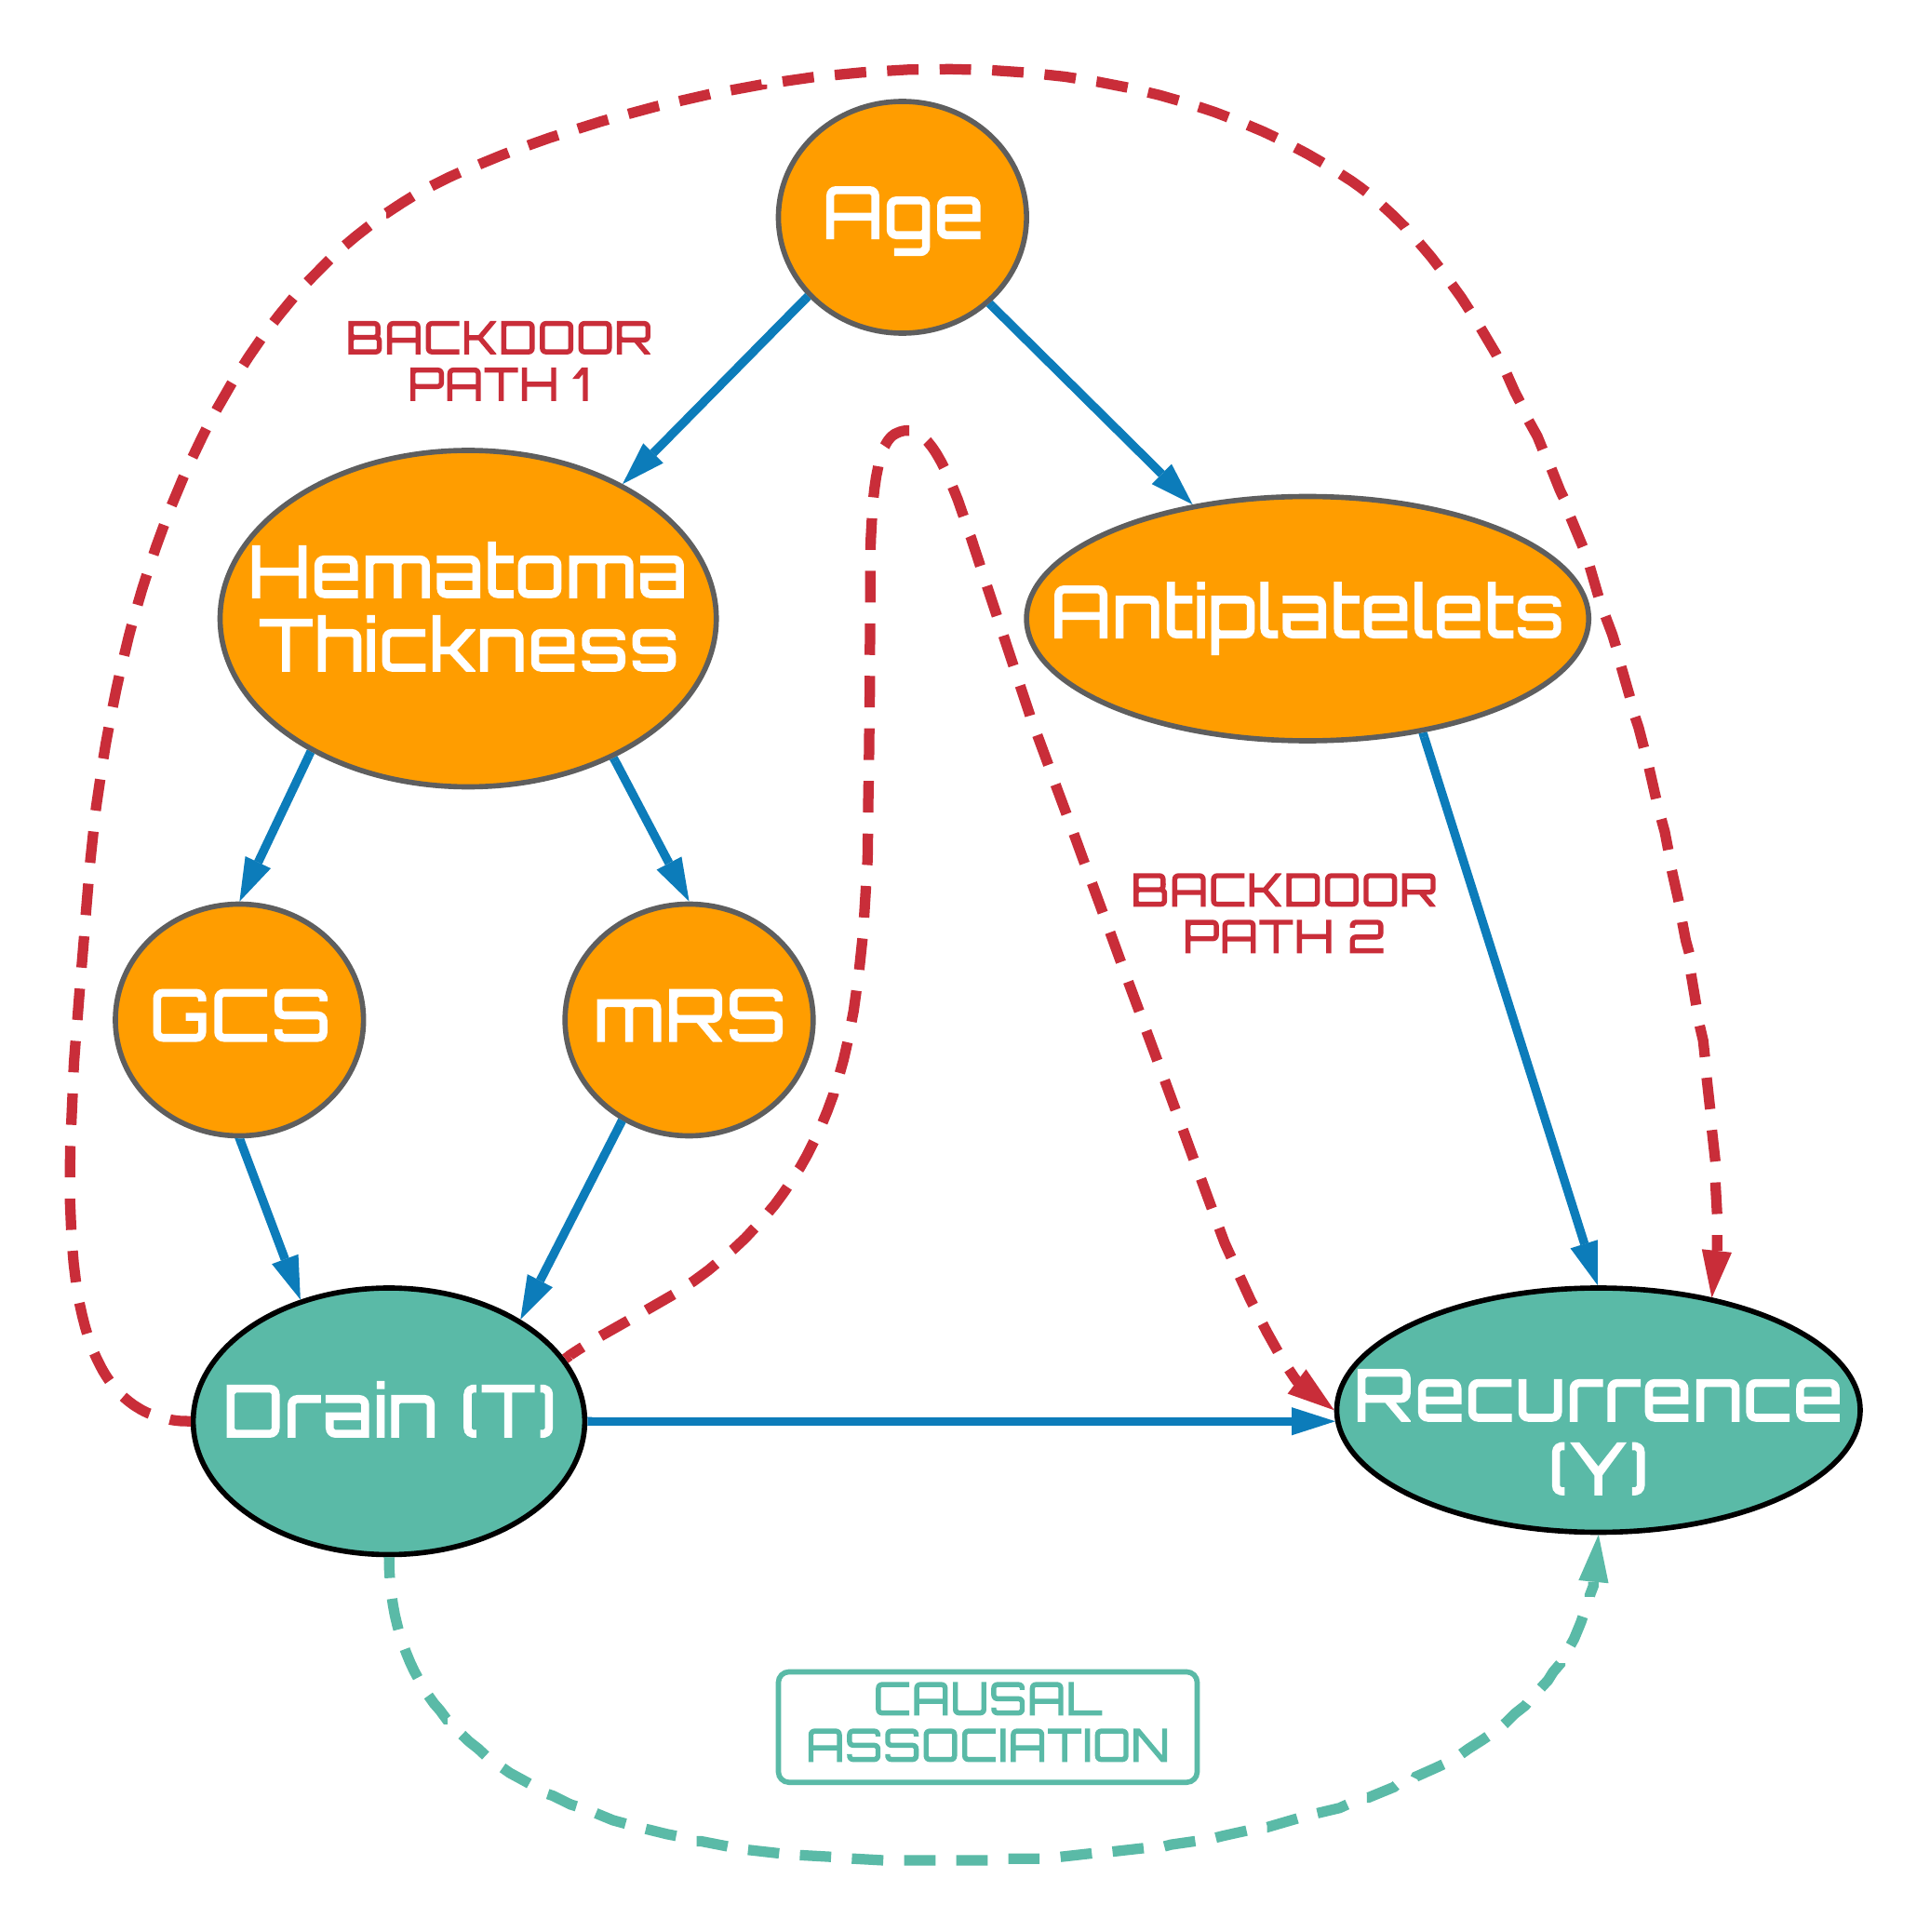 Age
BACKDOOR
PATH 1
Hematoma
Thickness
Antiplatelets
BACKDOOR
PATH 2
GCS
mRS
Drain (T)
Recurrence
(Y)
CAUSAL
ASSOCIATION